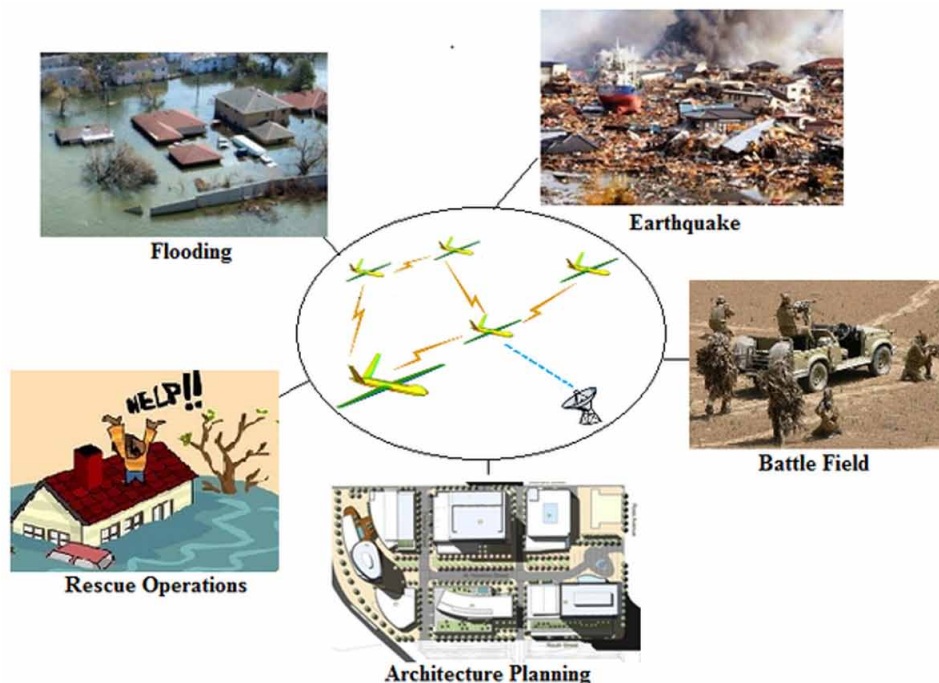 Flooding
Earthquake
HELP!!
Rescue Operations
Battle Field
Architecture Planning